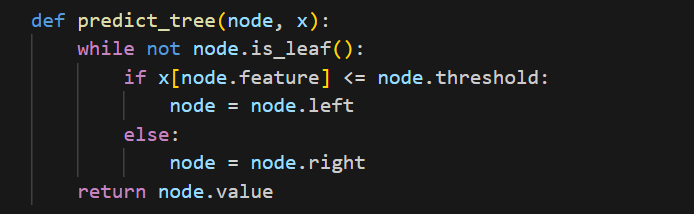 def predict_tree(node, x):
    while not node.is_leaf():
        if x[node.feature] <= node.threshold:
            node = node.left
        else:
            node = node.right
    return node.value